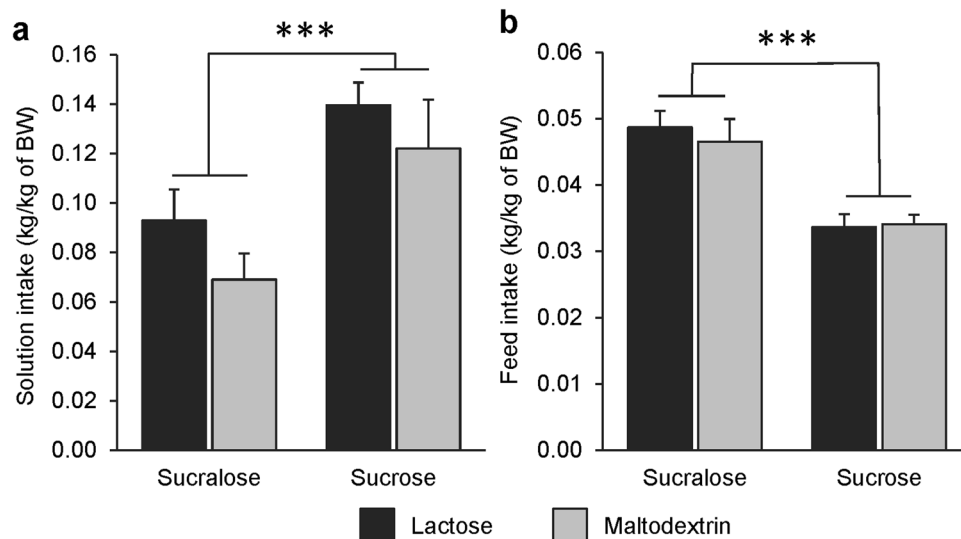 a
***
Solution intake (kg/kg of BW)
0.16
0.14
0.12
0.10
0.08
0.06
0.04
0.02
0.00
Sucralose Sucrose
b
***
Feed intake (kg/kg of BW)
0.06
0.05
0.04
0.03
0.02
0.01
0.00
Sucralose Sucrose
Lactose Maltodextrin